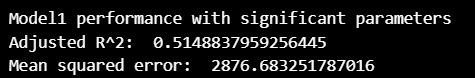 Model1 performance with significant parameters
Adjusted R^2:  0.5148837959256445
Mean squared error:  2876.683251787016